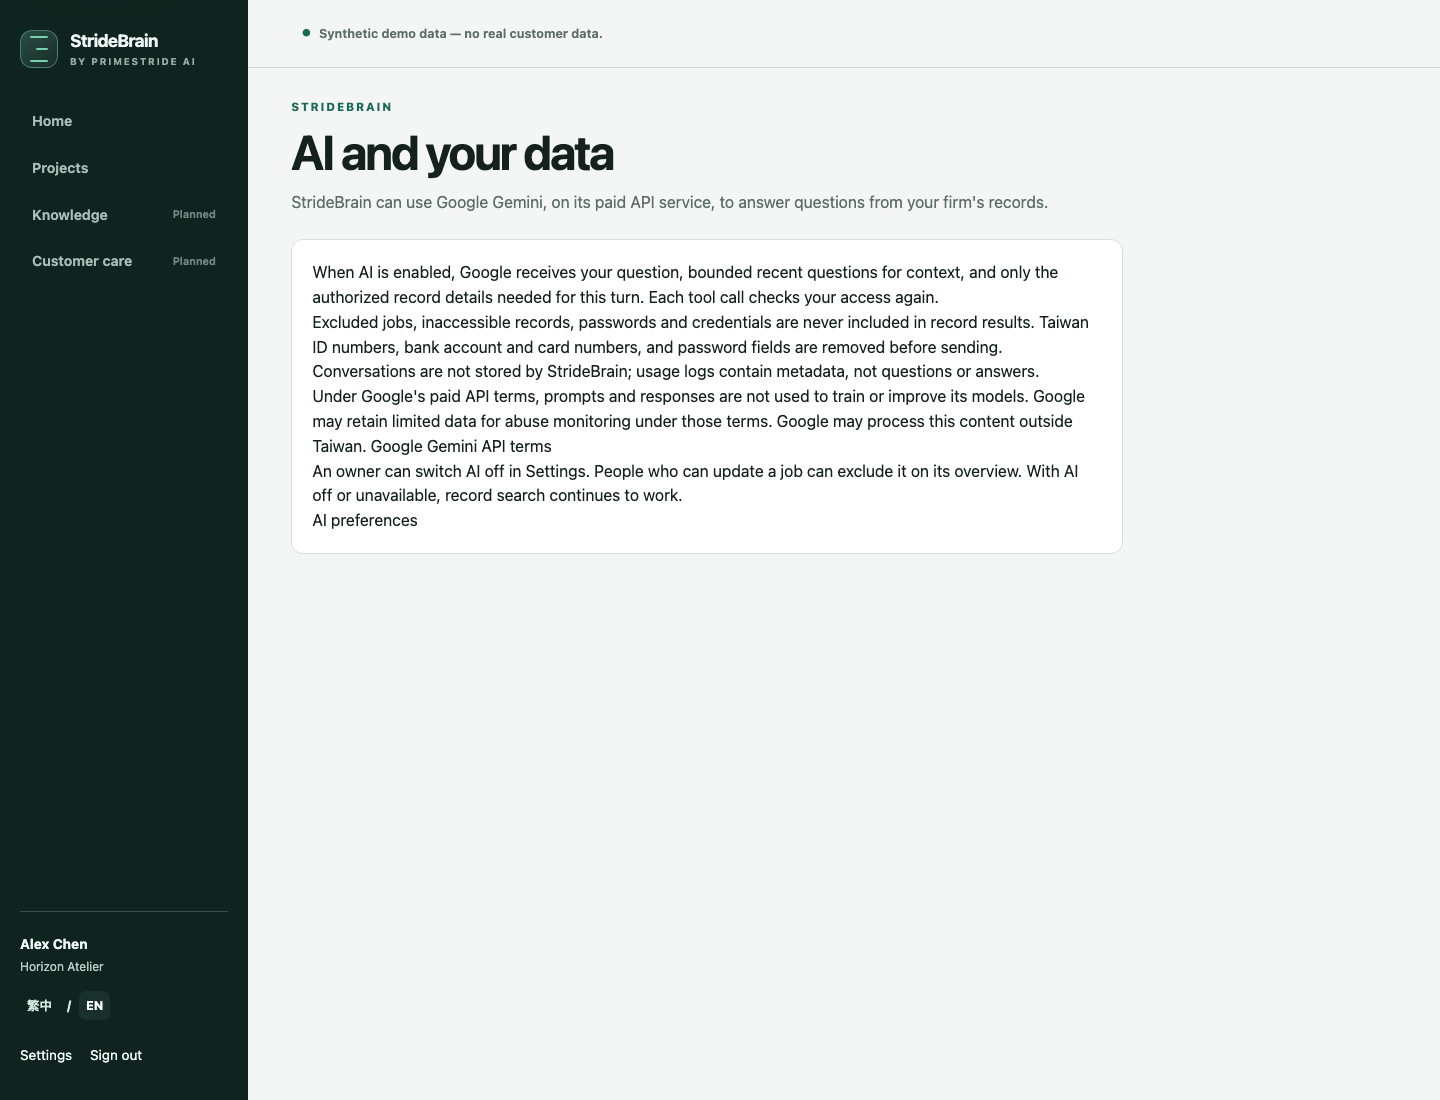 StrideBrain
BY PRIMESTRIDE AI
Home
Projects
Knowledge Planned
Customer care Planned
Alex Chen
Horizon Atelier
繁中 / EN
Settings Sign out
Synthetic demo data — no real customer data.
STRIDEBRAIN
AI and your data
StrideBrain can use Google Gemini, on its paid API service, to answer questions from your firm's records.
When AI is enabled, Google receives your question, bounded recent questions for context, and only the
authorized record details needed for this turn. Each tool call checks your access again.
Excluded jobs, inaccessible records, passwords and credentials are never included in record results. Taiwan
ID numbers, bank account and card numbers, and password fields are removed before sending.
Conversations are not stored by StrideBrain; usage logs contain metadata, not questions or answers.
Under Google's paid API terms, prompts and responses are not used to train or improve its models. Google
may retain limited data for abuse monitoring under those terms. Google may process this content outside
Taiwan. Google Gemini API terms
An owner can switch AI off in Settings. People who can update a job can exclude it on its overview. With AI
off or unavailable, record search continues to work.
AI preferences